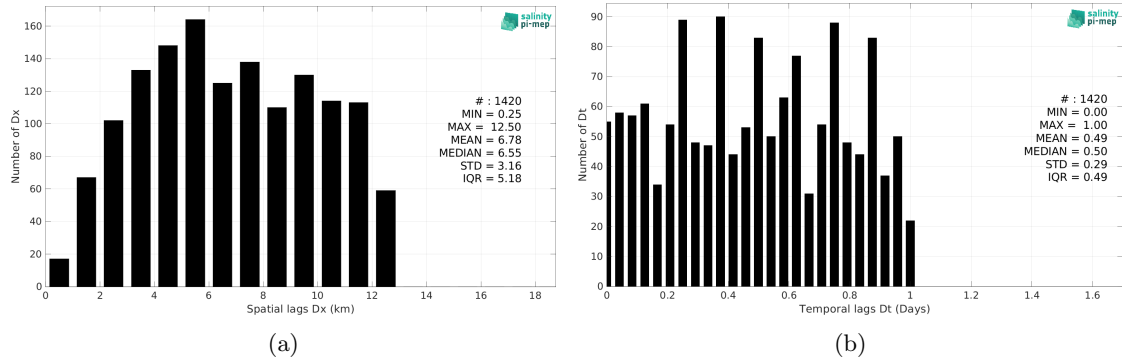 160
140
120
100
80
60
40
20
0
Number of Dx
0 2 4 6 8 10 12 14 16 18
Spatial lags Dx (km)
salinity
pi-mep
# : 1420
MIN = 0.25
MAX = 12.50
MEAN = 6.78
MEDIAN = 6.55
STD = 3.16
IQR = 5.18
(a)
90
80
70
60
50
40
30
20
10
0
Number of Dt
0 0.2 0.4 0.6 0.8 1 1.2 1.4 1.6
Temporal lags Dt (Days)
salinity
pi-mep
# : 1420
MIN = 0.00
MAX = 1.00
MEAN = 0.49
MEDIAN = 0.50
STD = 0.29
IQR = 0.49
(b)